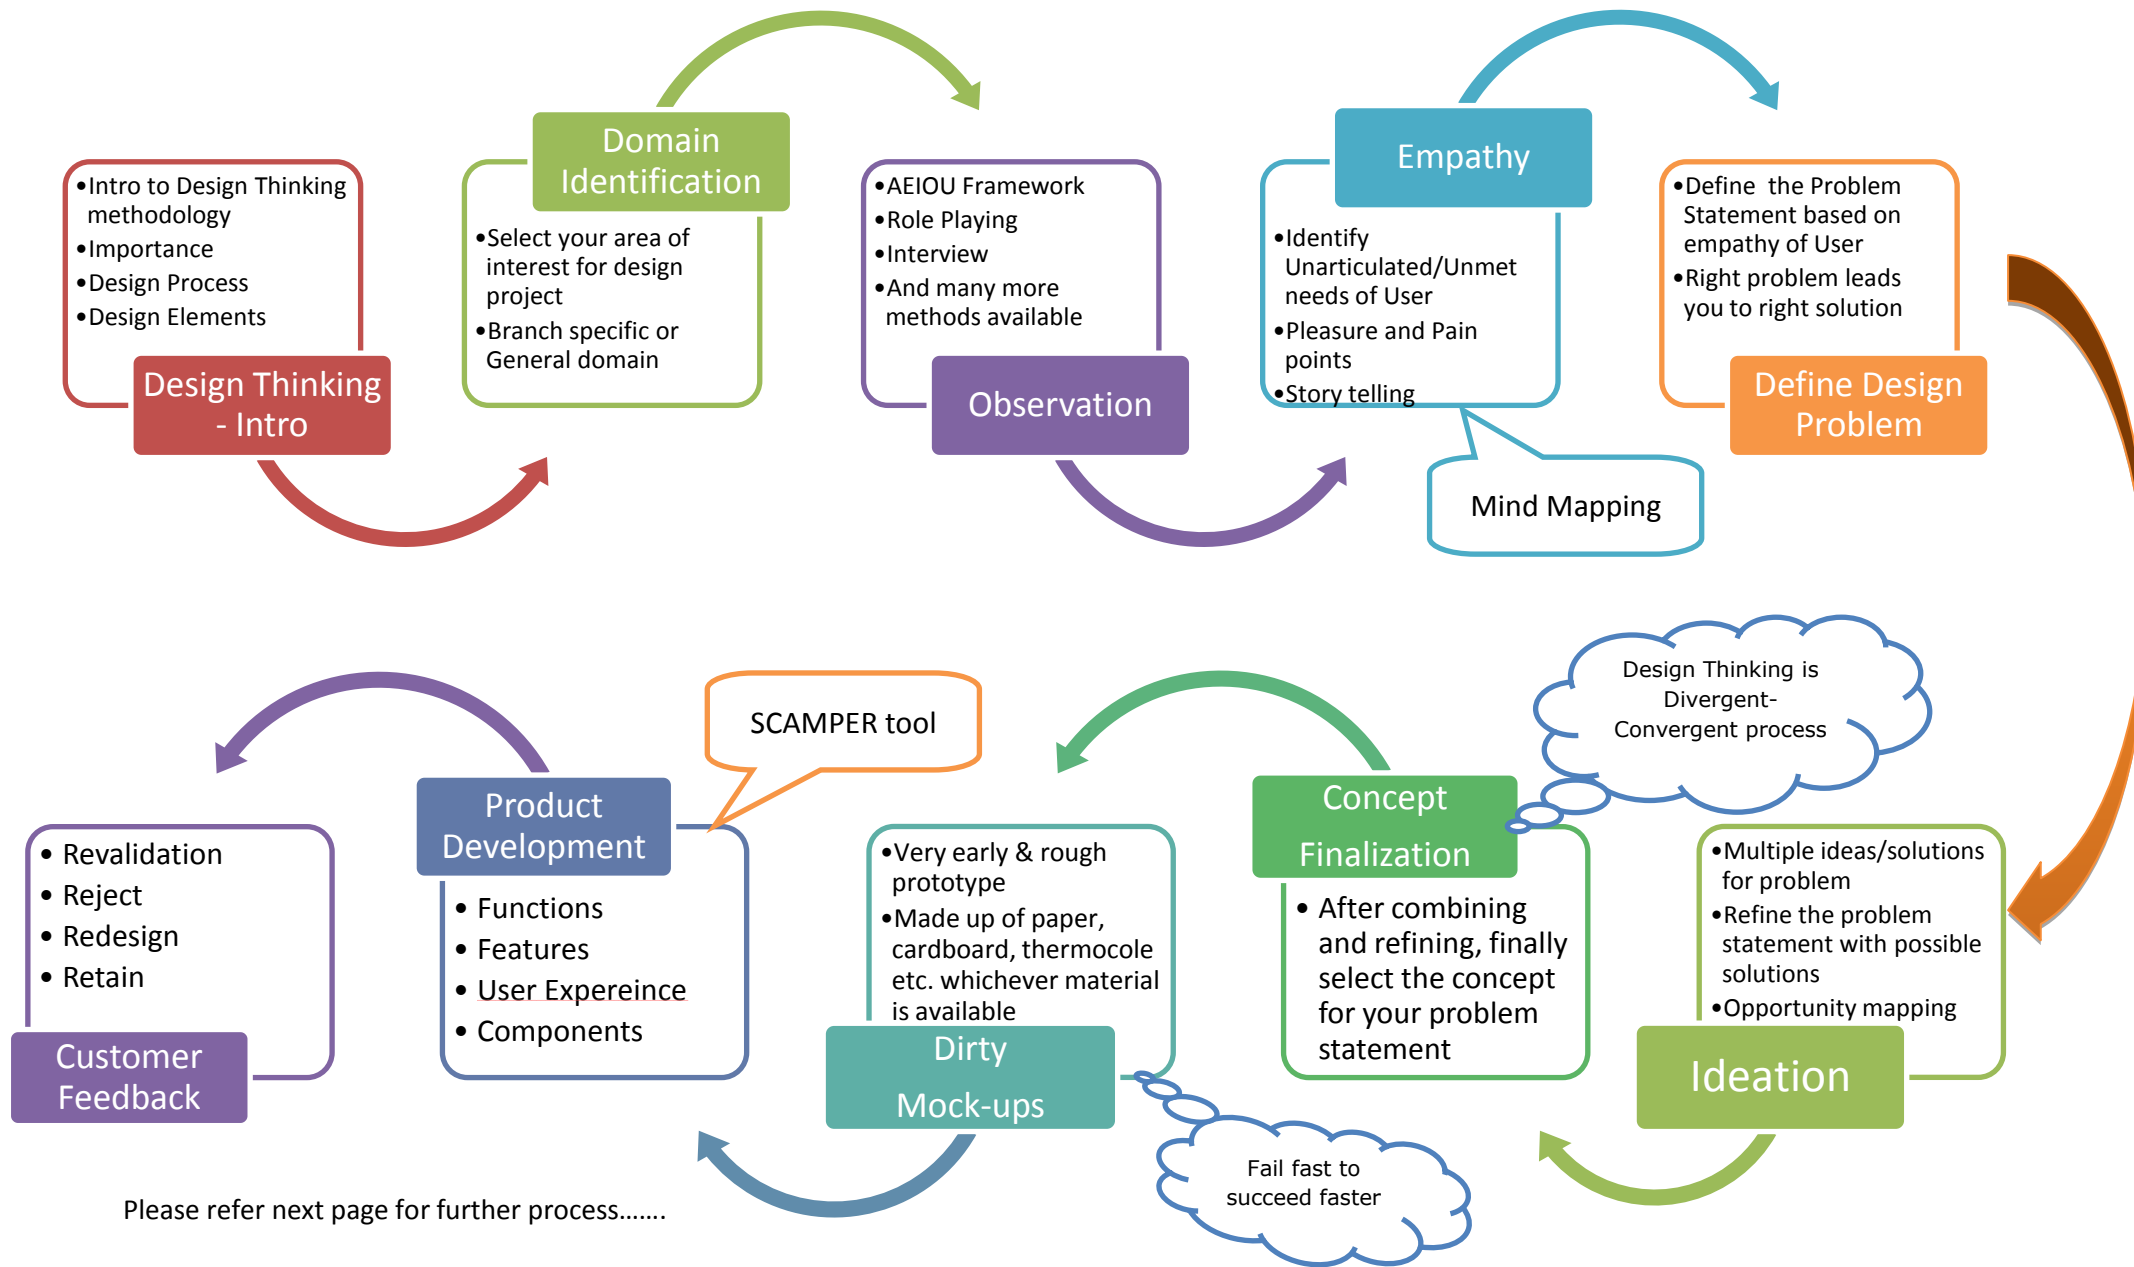 •Intro to Design Thinking
methodology
•Importance
•Design Process
•Design Elements
Design Thinking
- Intro
Domain
Identification
•Select your area of
interest for design
project
•Branch specific or
General domain
•AEIOU Framework
•Role Playing
•Interview
•And many more
methods available
Observation
Empathy
•Identify
Unarticulated/Unmet
needs of User
•Pleasure and Pain
points
•Story telling
Mind Mapping
•Define the Problem
Statement based on
empathy of User
•Right problem leads
you to right solution
Define Design
Problem
•Multiple ideas/solutions
for problem
•Refine the problem
statement with possible
solutions
•Opportunity mapping
Ideation
Design Thinking is
Divergent-
Convergent process
Concept
Finalization
• After combining
and refining, finally
select the concept
for your problem
statement
•Very early & rough
prototype
•Made up of paper,
cardboard, thermocole
etc. whichever material
is available
Dirty
Mock-ups
Fail fast to
succeed faster
SCAMPER tool
Product
Development
• Functions
• Features
• User Expereince
• Components
• Revalidation
• Reject
• Redesign
• Retain
Customer
Feedback
Please refer next page for further process.......